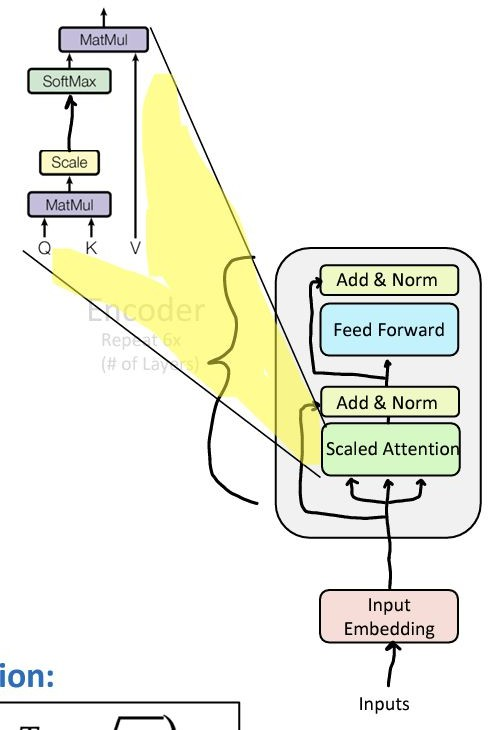 MatMul
SoftMax
Scale
MatMul
Q K V
Encoder
Repeat 6x
(# of Layers)
Add & Norm
Feed Forward
Add & Norm
Scaled Attention
Input
Embedding
Inputs
ion: